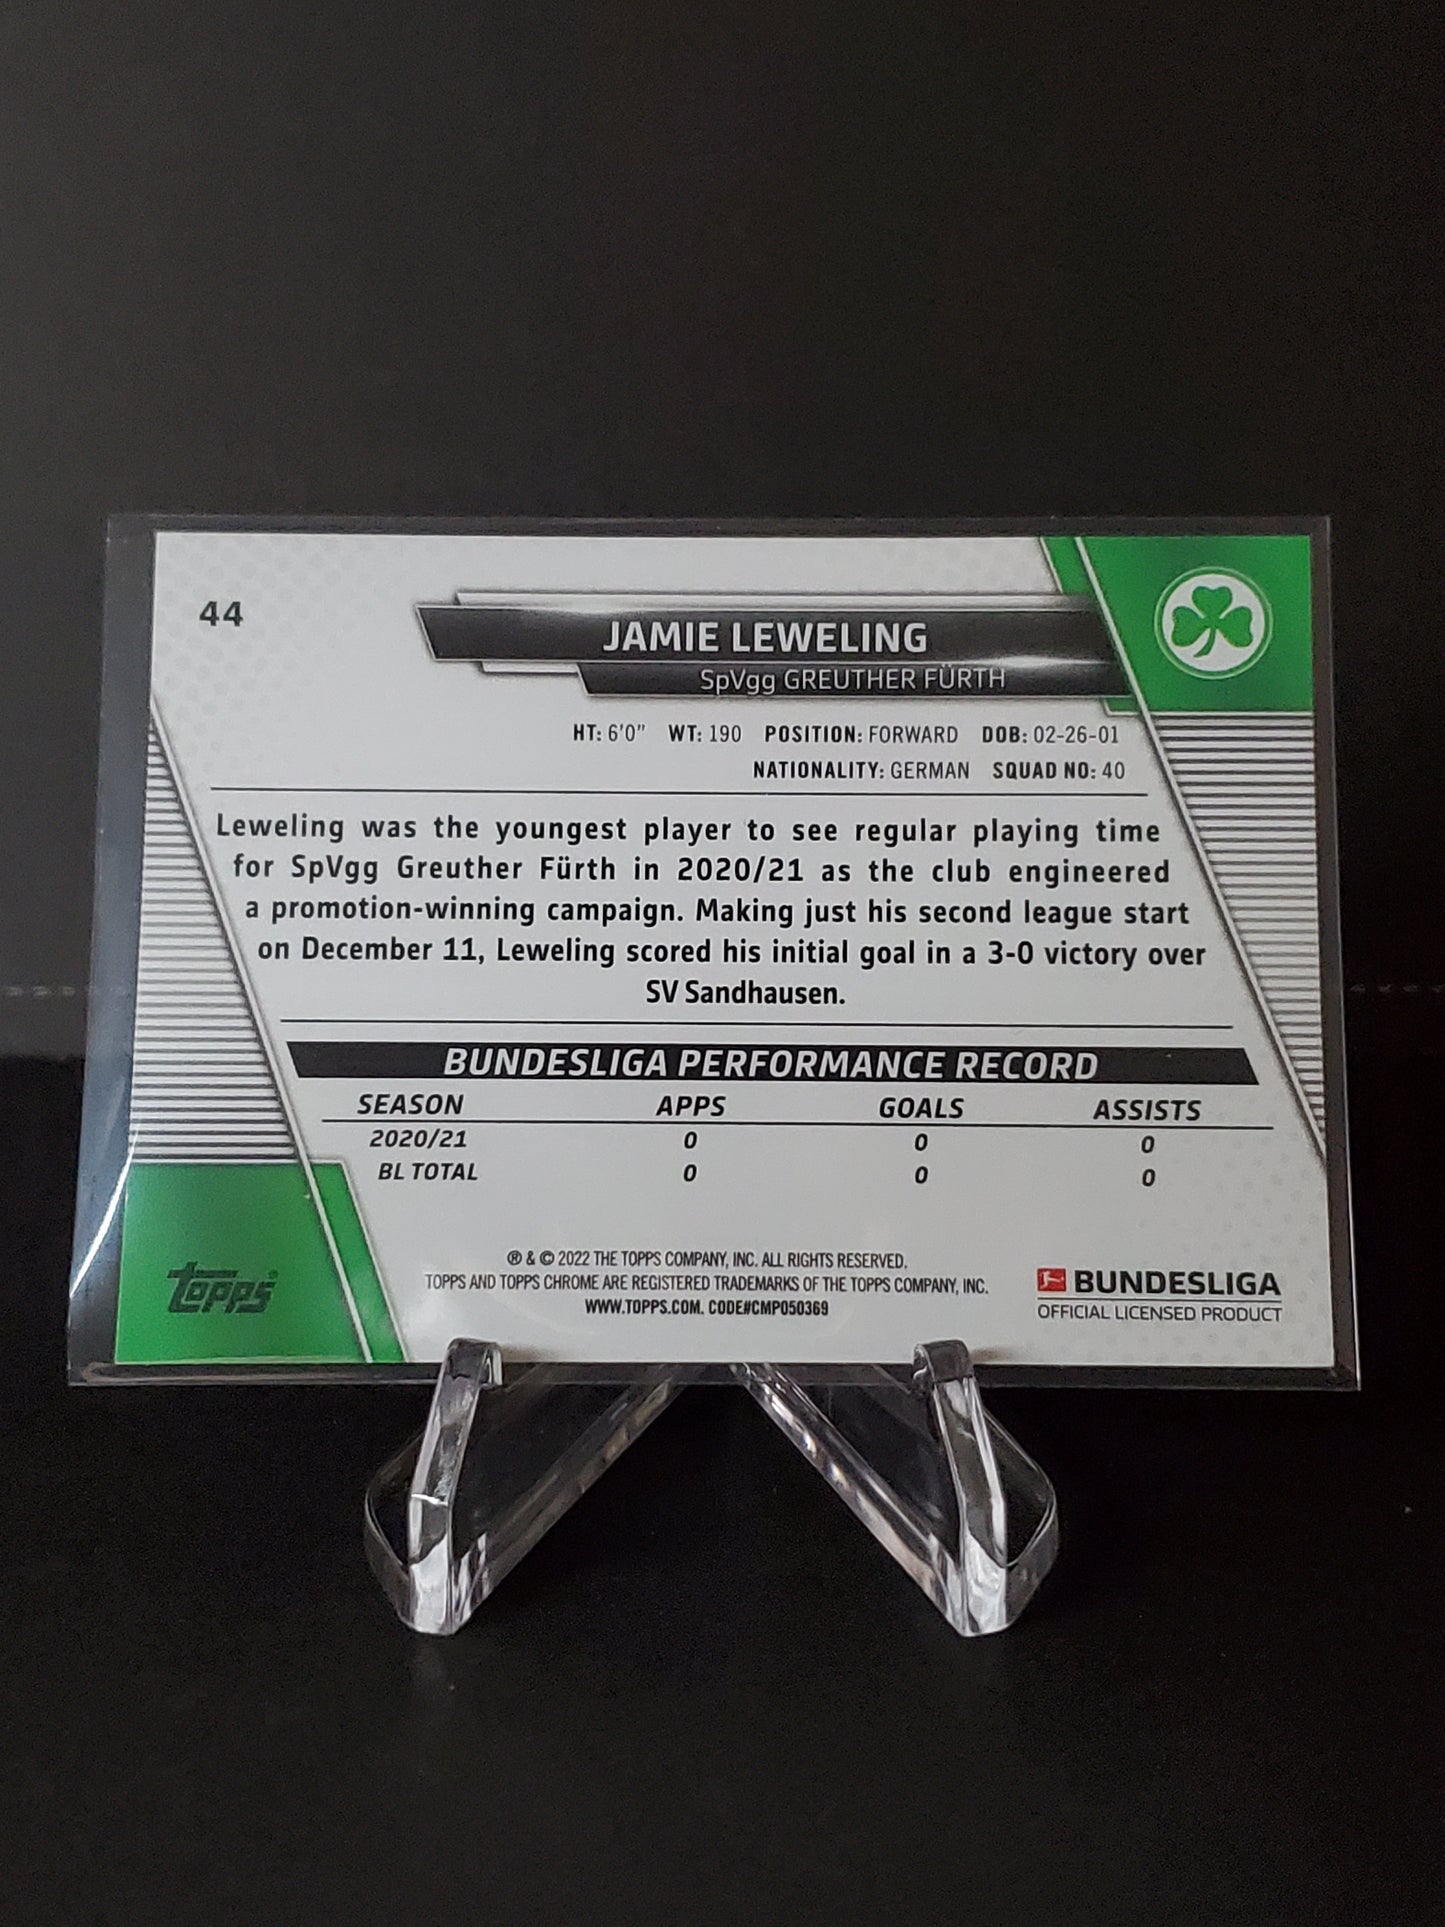 44
JAMIE LEWELING
SpVgg GREUTHER FÜRTH
HT: 6'0" WT: 190 POSITION: FORWARD DOB: 02-26-01
NATIONALITY: GERMAN SQUAD NO: 40
Leweling was the youngest player to see regular playing time
for SpVgg Greuther Fürth in 2020/21 as the club engineered
a promotion-winning campaign. Making just his second league start
on December 11, Leweling scored his initial goal in a 3-0 victory over
SV Sandhausen.
BUNDESLIGA PERFORMANCE RECORD
SEASON APPS GOALS ASSISTS
2020/21 0 0 0
BL TOTAL 0 0 0
® & © 2022 THE TOPPS COMPANY, INC. ALL RIGHTS RESERVED.
TOPPS AND TOPPS CHROME ARE REGISTERED TRADEMARKS OF THE TOPPS COMPANY, INC.
WWW.TOPPS.COM. CODE#CMP050369
topps®
BUNDESLIGA
OFFICIAL LICENSED PRODUCT